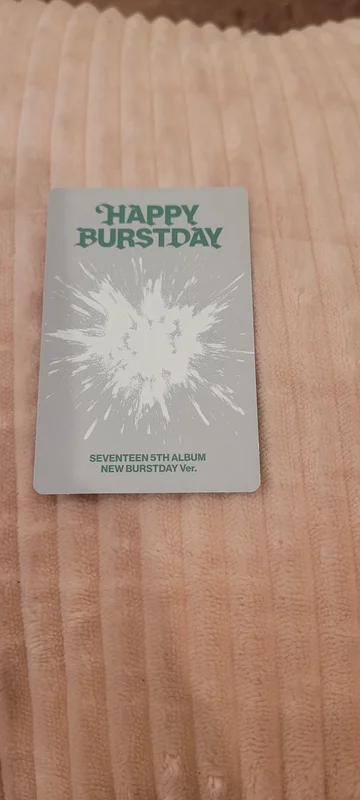 HAPPY
BURSTDAY
SEVENTEEN 5TH ALBUM
NEW BURSTDAY Ver.